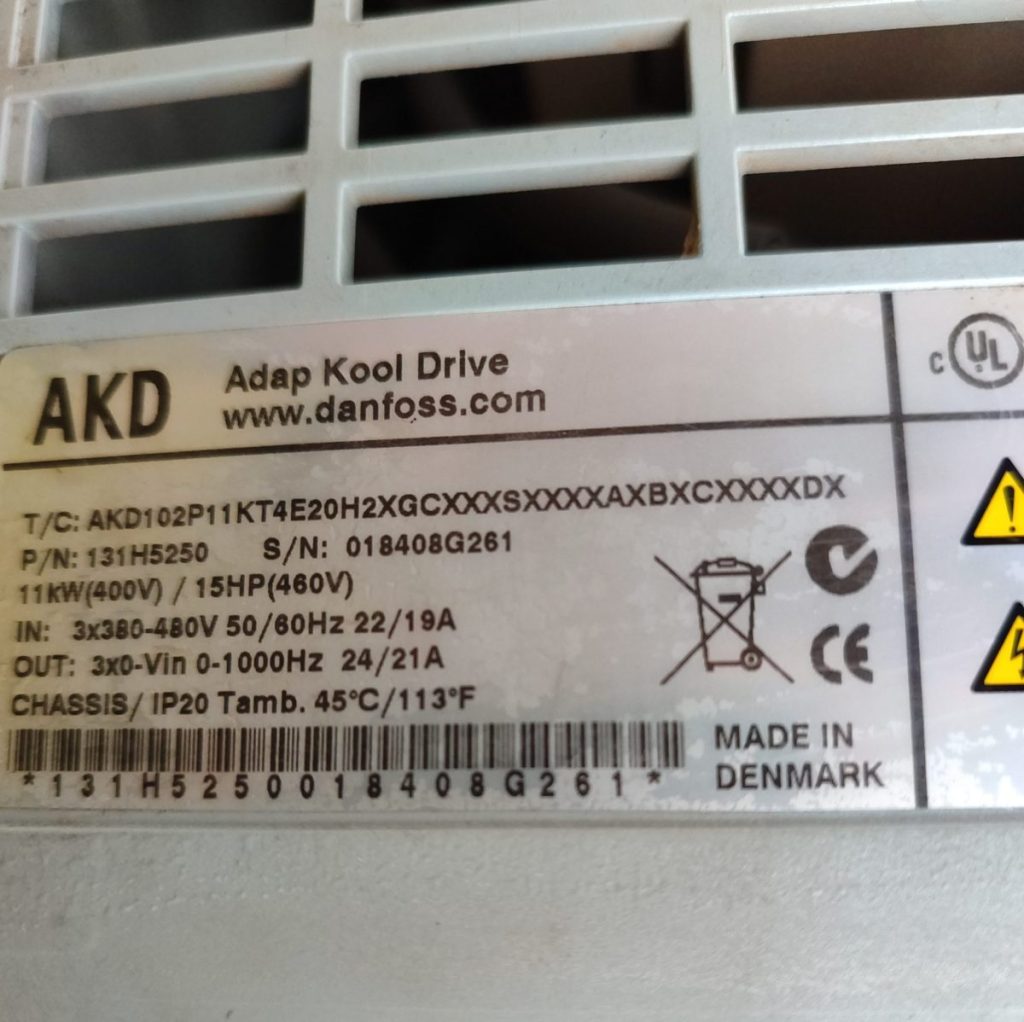 AKD
Adap Kool Drive
www.danfoss.com
c UL
T/C: AKD102P11KT4E20H2XGCXXXSXXXXAXBXCXXXXDX
P/N: 131H5250 S/N: 018408G261
11kW(400V) / 15HP(460V)
IN: 3x380-480V 50/60Hz 22/19A
OUT: 3x0-Vin 0-1000Hz 24/21A
CHASSIS/ IP20 Tamb. 45°C/113°F
CE
*131H5250018408G261*
MADE IN
DENMARK